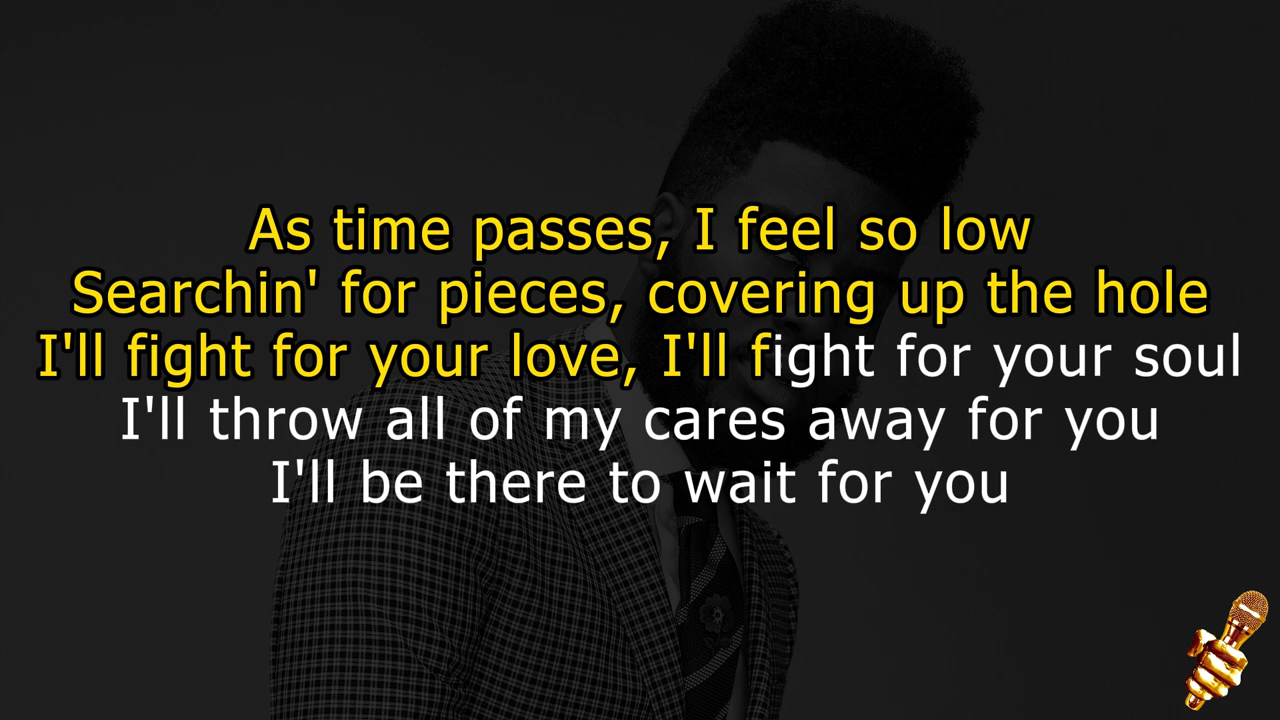 As time passes, I feel so low
Searchin' for pieces, covering up the hole
I'll fight for your love, I'll fight for your soul
I'll throw all of my cares away for you
I'll be there to wait for you